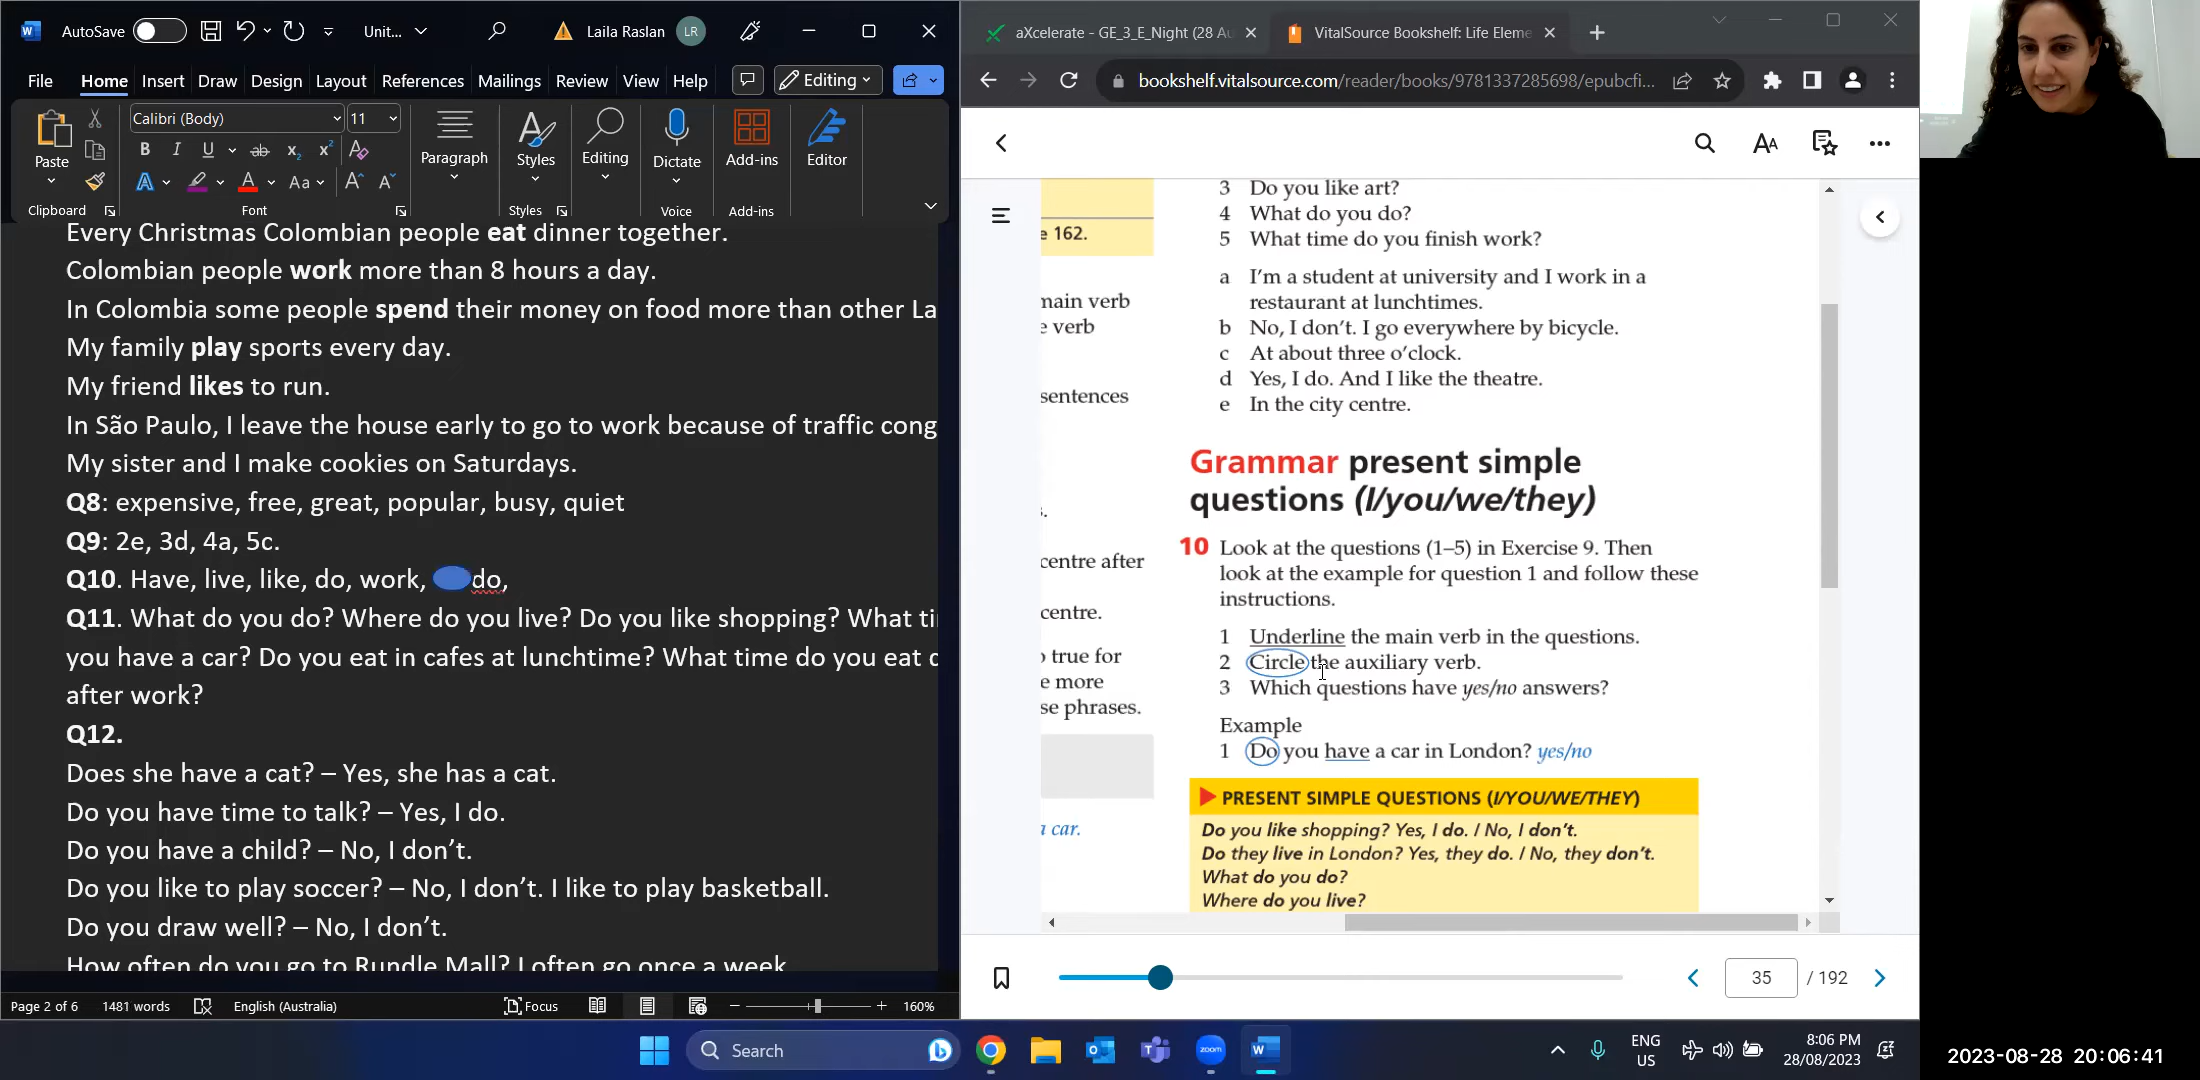 AutoSave
Unit...
Laila Raslan
LR
File Home Insert Draw Design Layout References Mailings Review View Help
Editing
Calibri (Body)
11
Paste
Paragraph
Styles
Editing
Dictate
Add-ins
Editor
Clipboard
Font
Styles
Voice
Add-ins
Every Christmas Colombian people eat dinner together.
Colombian people work more than 8 hours a day.
In Colombia some people spend their money on food more than other La
My family play sports every day.
My friend likes to run.
In São Paulo, I leave the house early to go to work because of traffic cong
My sister and I make cookies on Saturdays.
Q8: expensive, free, great, popular, busy, quiet
Q9: 2e, 3d, 4a, 5c.
Q10. Have, live, like, do, work, do,
Q11. What do you do? Where do you live? Do you like shopping? What ti
you have a car? Do you eat in cafes at lunchtime? What time do you eat
after work?
Q12.
Does she have a cat? – Yes, she has a cat.
Do you have time to talk? – Yes, I do.
Do you have a child? – No, I don't.
Do you like to play soccer? – No, I don't. I like to play basketball.
Do you draw well? – No, I don't.
How often do you go to Rundle Mall? I often go once a week
Page 2 of 6
1481 words
English (Australia)
Focus
160%
aXcelerate - GE_3_E_Night (28 Au
VitalSource Bookshelf: Life Eleme
bookshelf.vitalsource.com/reader/books/9781337285698/epubcfi...
e 162.
main verb
e verb
sentences
s.
centre after
centre.
o true for
e more
se phrases.
a car.
3 Do you like art?
4 What do you do?
5 What time do you finish work?
a I'm a student at university and I work in a
restaurant at lunchtimes.
b No, I don't. I go everywhere by bicycle.
c At about three o'clock.
d Yes, I do. And I like the theatre.
e In the city centre.
Grammar present simple
questions (I/you/we/they)
10 Look at the questions (1–5) in Exercise 9. Then
look at the example for question 1 and follow these
instructions.
1 Underline the main verb in the questions.
2 Circle the auxiliary verb.
3 Which questions have yes/no answers?
Example
1 Do you have a car in London? yes/no
PRESENT SIMPLE QUESTIONS (I/YOU/WE/THEY)
Do you like shopping? Yes, I do. / No, I don't.
Do they live in London? Yes, they do. / No, they don't.
What do you do?
Where do you live?
35 / 192
Search
zoom
ENG
US
8:06 PM
28/08/2023
2023-08-28 20:06:41